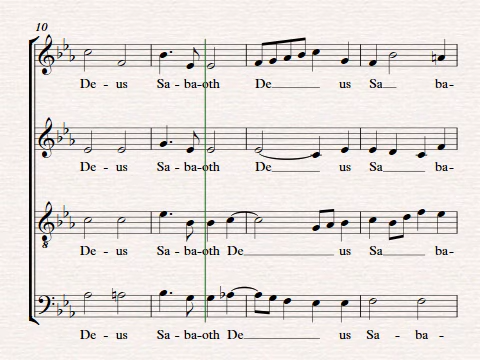 10
De - us Sa - ba-oth De us Sa ba-
De - us Sa - ba-oth De us Sa ba-
8
De - us Sa - ba-oth De us Sa ba-
De - us Sa - ba-oth De us Sa - ba -